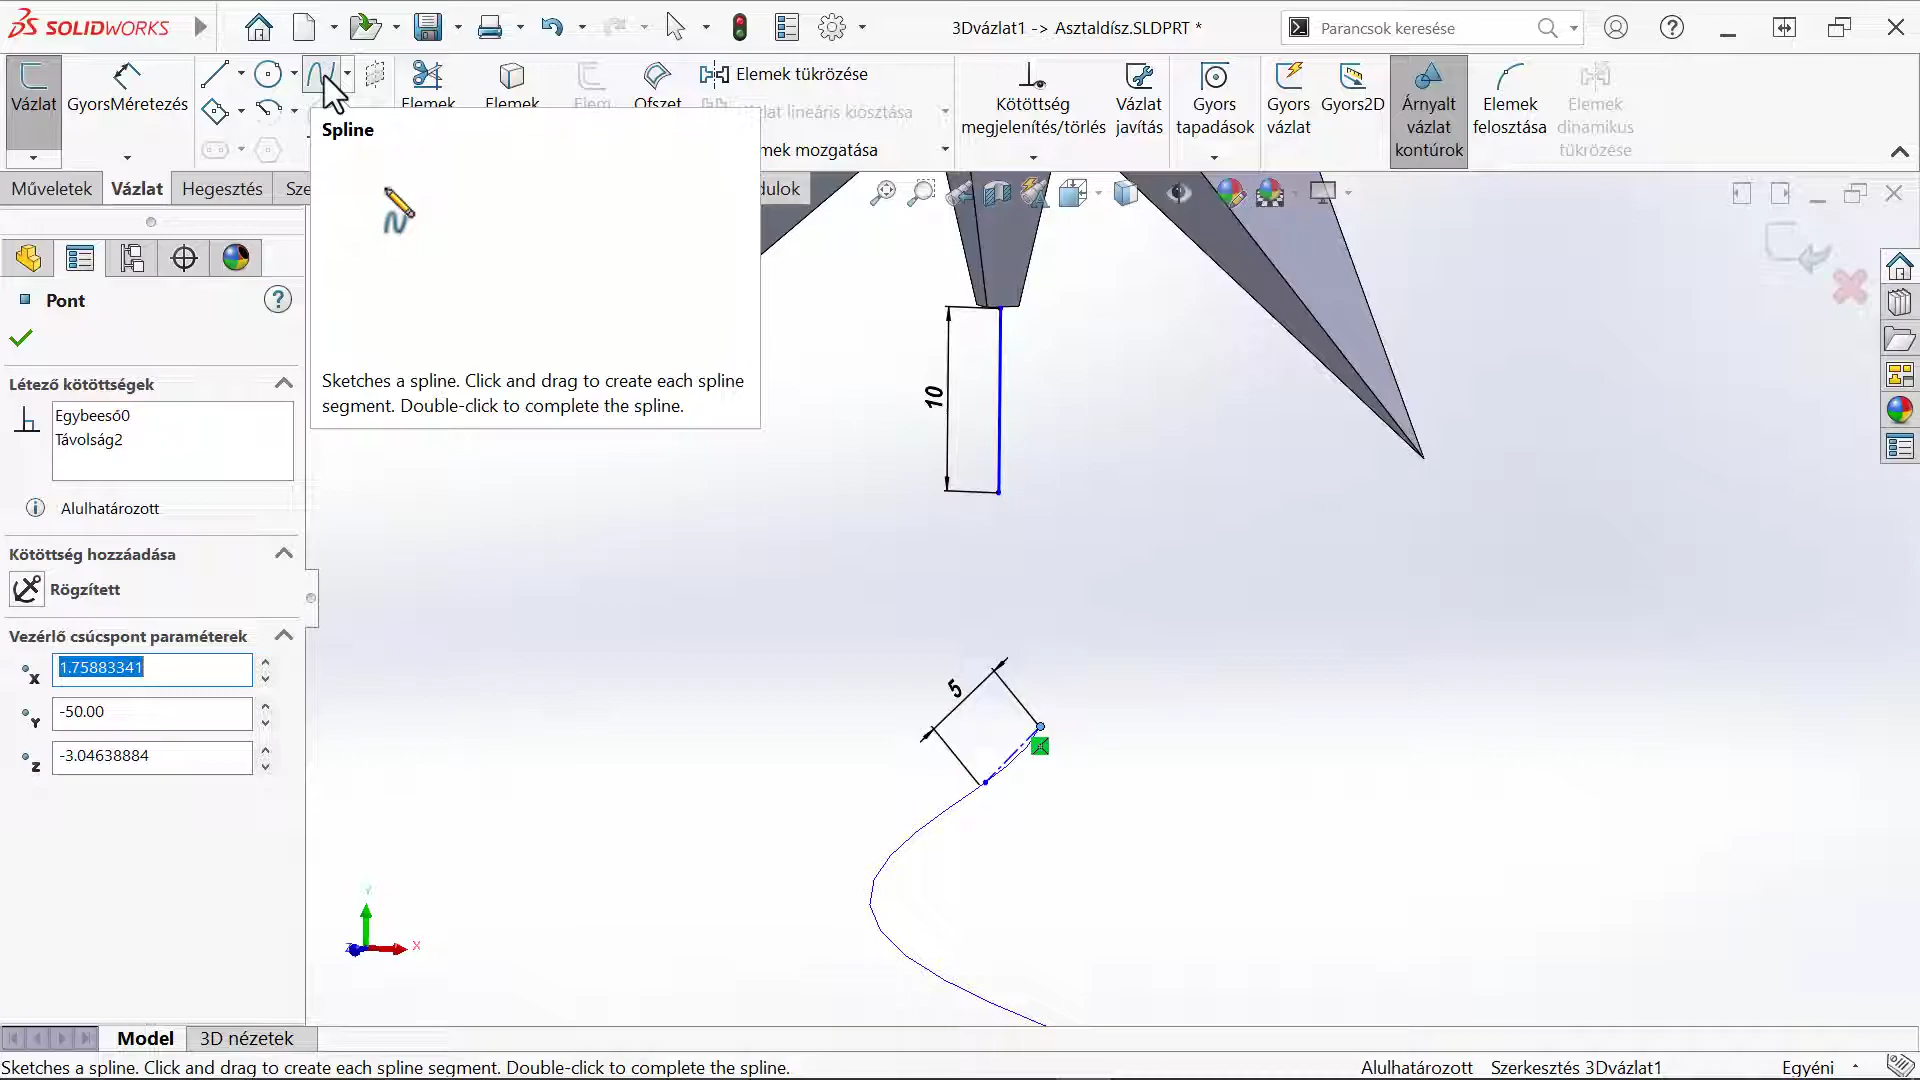 SOLIDWORKS
3Dvázlat1 -> Asztaldísz.SLDPRT *
Parancsok keresése
Vázlat
GyorsMéretezés
Elemek
Elemek
Elem
Ofszet
Elemek tükrözése
lat lineáris kiosztása
mek mozgatása
Kötöttség
megjelenítés/törlés
Vázlat
javítás
Gyors
tapadások
Gyors
vázlat
Gyors2D
Árnyalt
vázlat
kontúrok
Elemek
felosztása
Elemek
dinamikus
tükrözése
Műveletek
Vázlat
Hegesztés
Sze
dulok
Spline
Sketches a spline. Click and drag to create each spline
segment. Double-click to complete the spline.
Pont
Létező kötöttségek
Egybeeső0
Távolság2
Alulhatározott
Kötöttség hozzáadása
Rögzített
Vezérlő csúcspont paraméterek
X
1.75883341
Y
-50.00
Z
-3.04638884
10
5
Y
X
Z
Model
3D nézetek
Sketches a spline. Click and drag to create each spline segment. Double-click to complete the spline.
Alulhatározott
Szerkesztés 3Dvázlat1
Egyéni